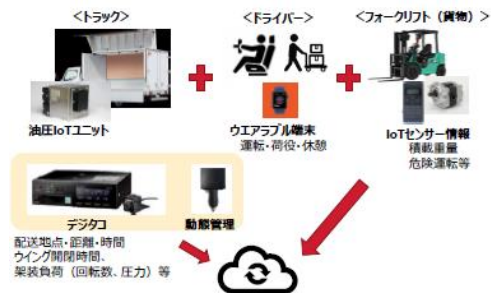 ＜トラック＞
＜ドライバー＞
＜フォークリフト（貨物）＞
油圧IoTユニット
ウエアラブル端末
運転・荷役・休憩
IoTセンサー情報
積載重量
危険運転等
デジタコ
動態管理
配送地点・距離・時間
ウイング開閉時間、
架装負荷（回転数、圧力）等